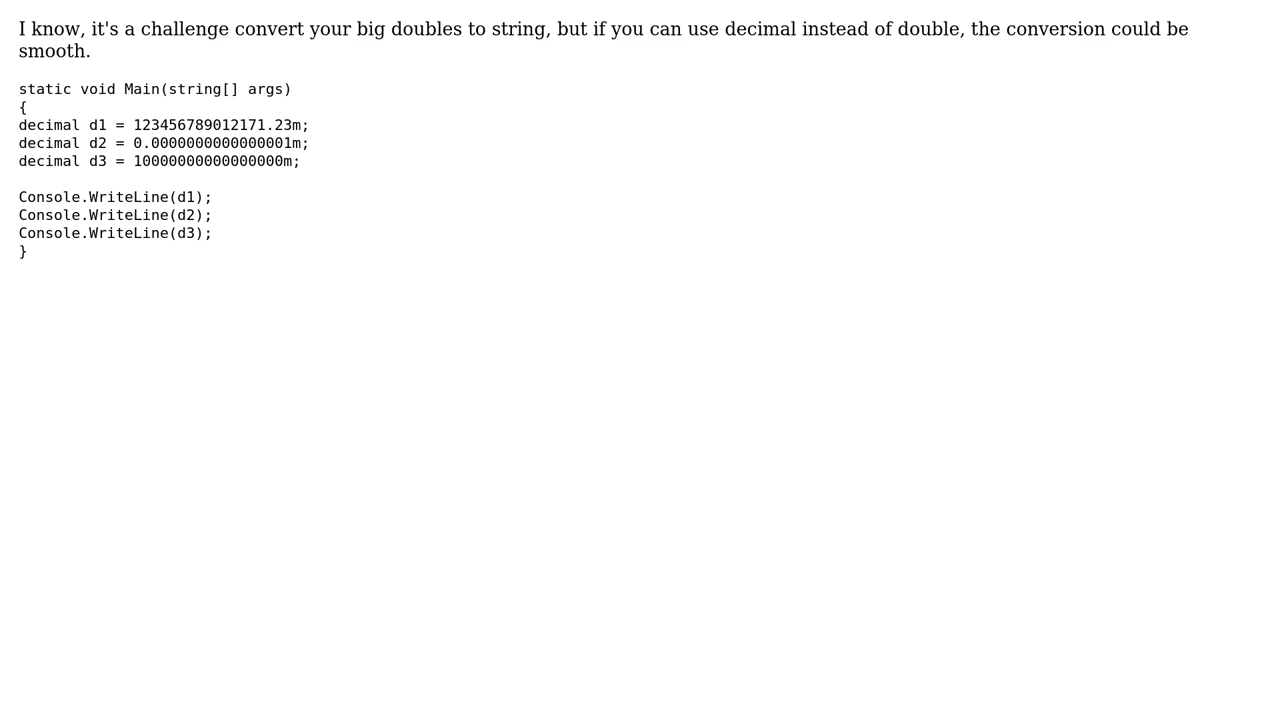 I know, it's a challenge convert your big doubles to string, but if you can use decimal instead of double, the conversion could be
smooth.
static void Main(string[] args)
{
decimal d1 = 123456789012171.23m;
decimal d2 = 0.0000000000000001m;
decimal d3 = 10000000000000000m;
Console.WriteLine(d1);
Console.WriteLine(d2);
Console.WriteLine(d3);
}